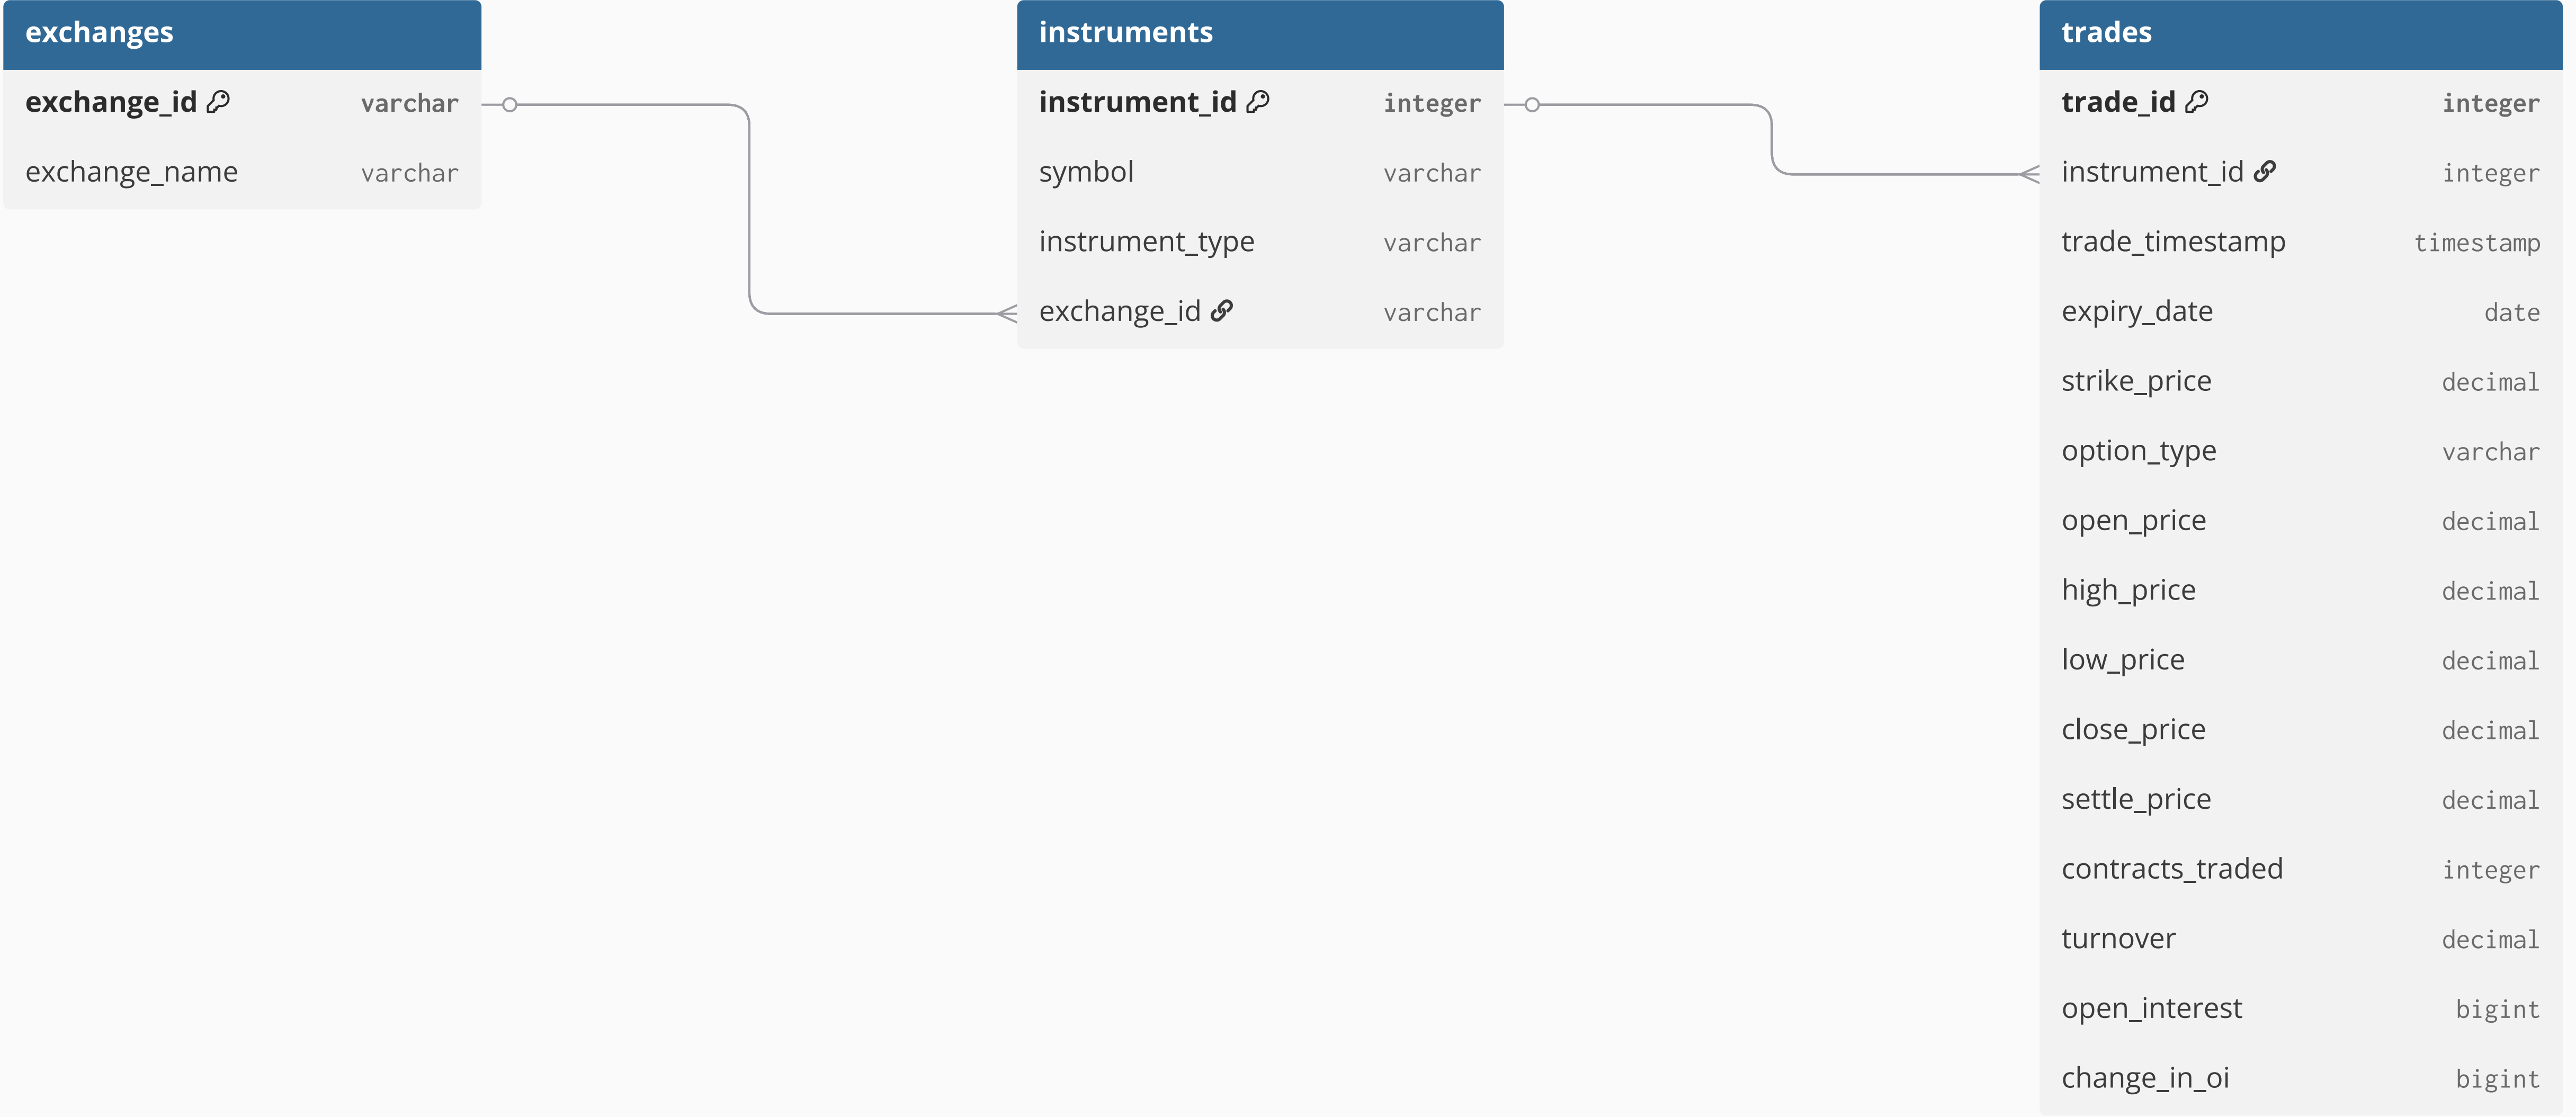 exchanges
exchange_id varchar
exchange_name varchar
instruments
instrument_id integer
symbol varchar
instrument_type varchar
exchange_id varchar
trades
trade_id integer
instrument_id integer
trade_timestamp timestamp
expiry_date date
strike_price decimal
option_type varchar
open_price decimal
high_price decimal
low_price decimal
close_price decimal
settle_price decimal
contracts_traded integer
turnover decimal
open_interest bigint
change_in_oi bigint